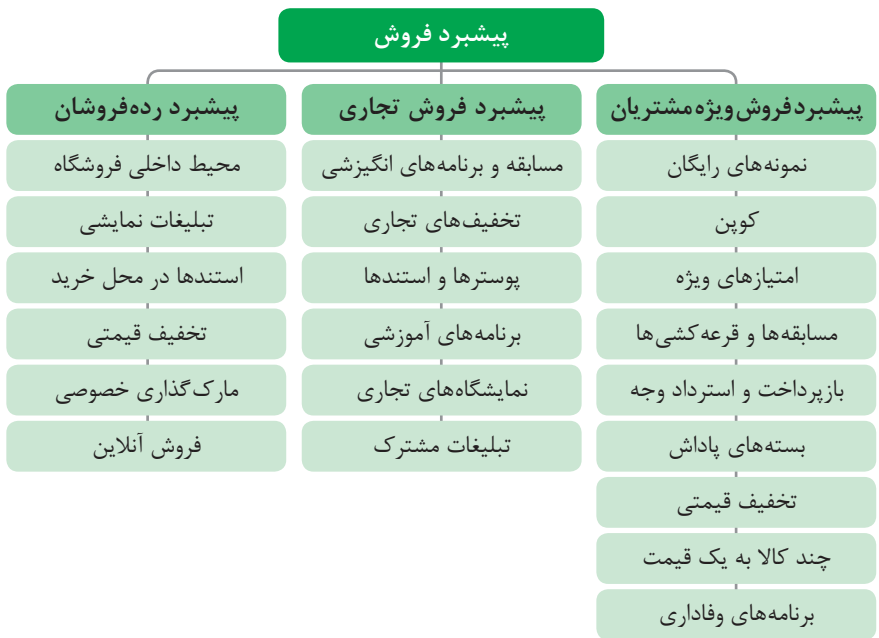 پیشبرد فروش
پیشبرد فروش ویژه مشتریان
نمونه‌های رایگان
کوپن
امتیازهای ویژه
مسابقه‌ها و قرعه‌کشی‌ها
بازپرداخت و استرداد وجه
بسته‌های پاداش
تخفیف قیمتی
چند کالا به یک قیمت
برنامه‌های وفاداری
پیشبرد فروش تجاری
مسابقه و برنامه‌های انگیزشی
تخفیف‌های تجاری
پوسترها و استندها
برنامه‌های آموزشی
نمایشگاه‌های تجاری
تبلیغات مشترک
پیشبرد رده‌فروشان
محیط داخلی فروشگاه
تبلیغات نمایشی
استندها در محل خرید
تخفیف قیمتی
مارک‌گذاری خصوصی
فروش آنلاین